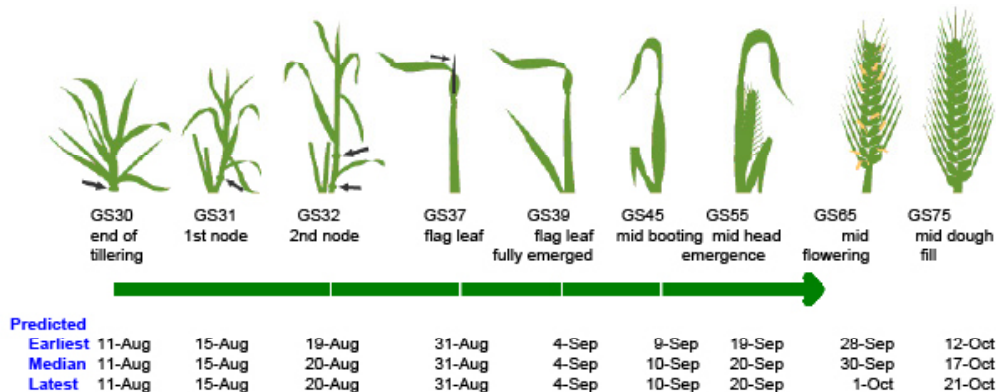 GS30 GS31 GS32 GS37 GS39 GS45 GS55 GS65 GS75
end of 1st node 2nd node flag leaf flag leaf mid booting mid head mid mid dough
tillering fully emerged emergence flowering fill
Predicted
Earliest 11-Aug 15-Aug 19-Aug 31-Aug 4-Sep 9-Sep 19-Sep 28-Sep 12-Oct
Median 11-Aug 15-Aug 20-Aug 31-Aug 4-Sep 10-Sep 20-Sep 30-Sep 17-Oct
Latest 11-Aug 15-Aug 20-Aug 31-Aug 4-Sep 10-Sep 20-Sep 1-Oct 21-Oct